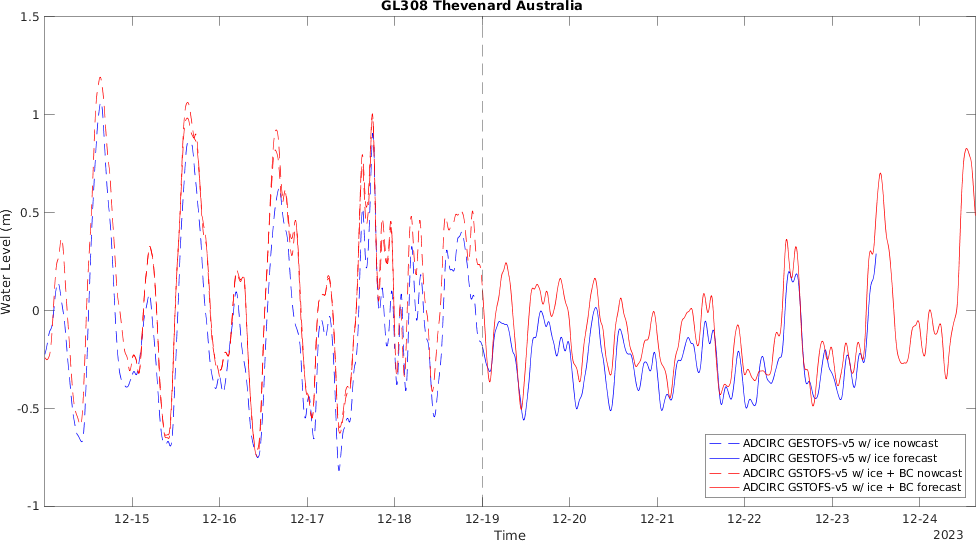 GL308 Thevenard Australia
1.5
1
0.5
0
-0.5
-1
Water Level (m)
12-15 12-16 12-17 12-18 12-19 12-20 12-21 12-22 12-23 12-24
Time
2023
ADCIRC GESTOFS-v5 w/ ice nowcast
ADCIRC GESTOFS-v5 w/ ice forecast
ADCIRC GSTOFS-v5 w/ ice + BC nowcast
ADCIRC GSTOFS-v5 w/ ice + BC forecast